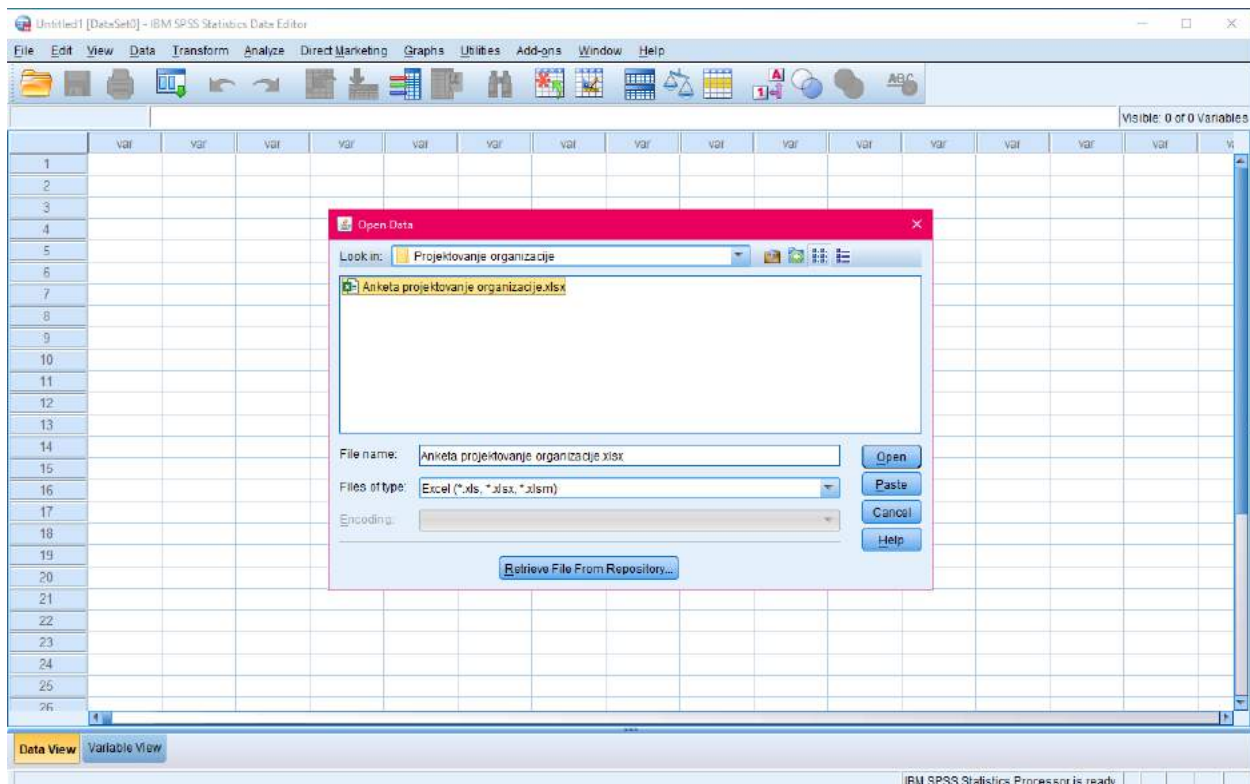 Untitled1 [DataSet0] - IBM SPSS Statistics Data Editor
File Edit View Data Transform Analyze Direct Marketing Graphs Utilities Add-ons Window Help
A
1
ABC
Visible: 0 of 0 Variables
var var var var var var var var var var var var var var var
1
2
3
4
5
6
7
8
9
10
11
12
13
14
15
16
17
18
19
20
21
22
23
24
25
26
Open Data
Look in: Projektovanje organizacije
Anketa projektovanje organizacije.xlsx
File name: Anketa projektovanje organizacije.xlsx
Files of type: Excel (*.xls, *.xlsx, *.xlsm)
Encoding:
Open
Paste
Cancel
Help
Retrieve File From Repository...
Data View Variable View
IBM SPSS Statistics Processor is ready